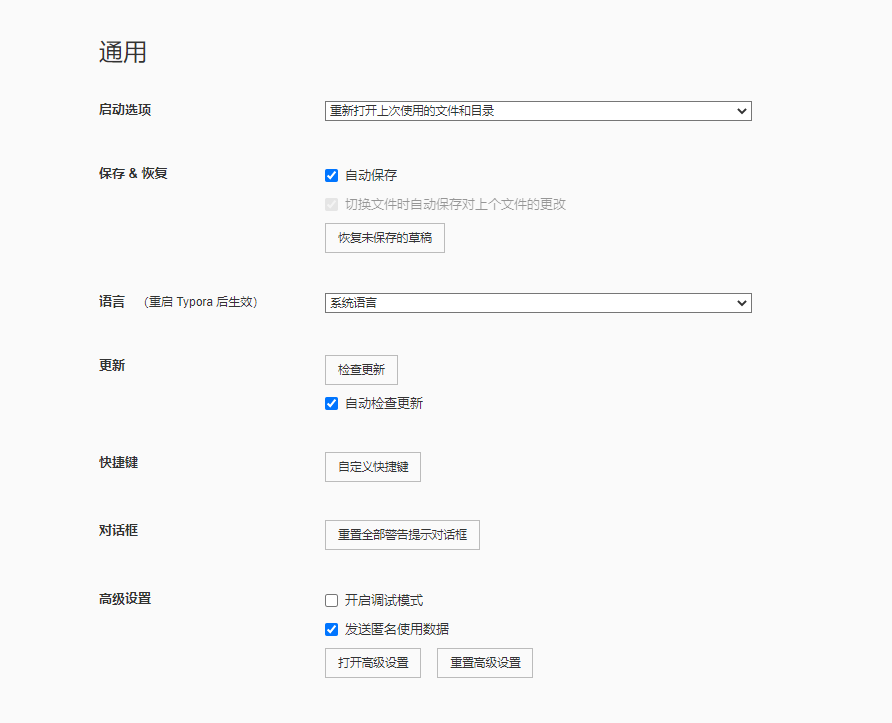 通用
启动选项
重新打开上次使用的文件和目录
保存 & 恢复
自动保存
切换文件时自动保存对上个文件的更改
恢复未保存的草稿
语言 （重启 Typora 后生效）
系统语言
更新
检查更新
自动检查更新
快捷键
自定义快捷键
对话框
重置全部警告提示对话框
高级设置
开启调试模式
发送匿名使用数据
打开高级设置 重置高级设置